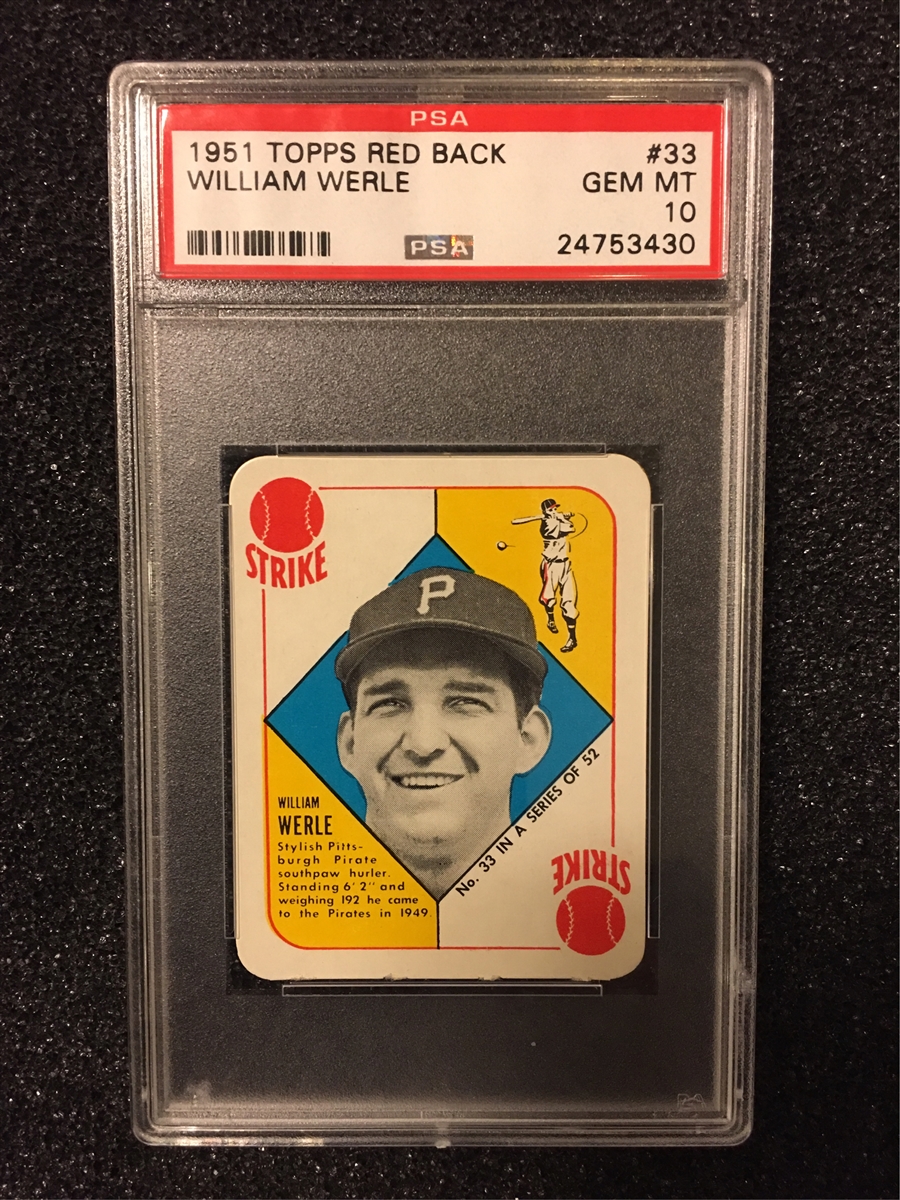 PSA
1951 TOPPS RED BACK #33
WILLIAM WERLE GEM MT
10
PSA 24753430
STRIKE
P
WILLIAM
WERLE
Stylish Pitts-
burgh Pirate
southpaw hurler.
Standing 6' 2" and
weighing 192 he came
to the Pirates in 1949.
No. 33 IN A SERIES OF 52
STRIKE